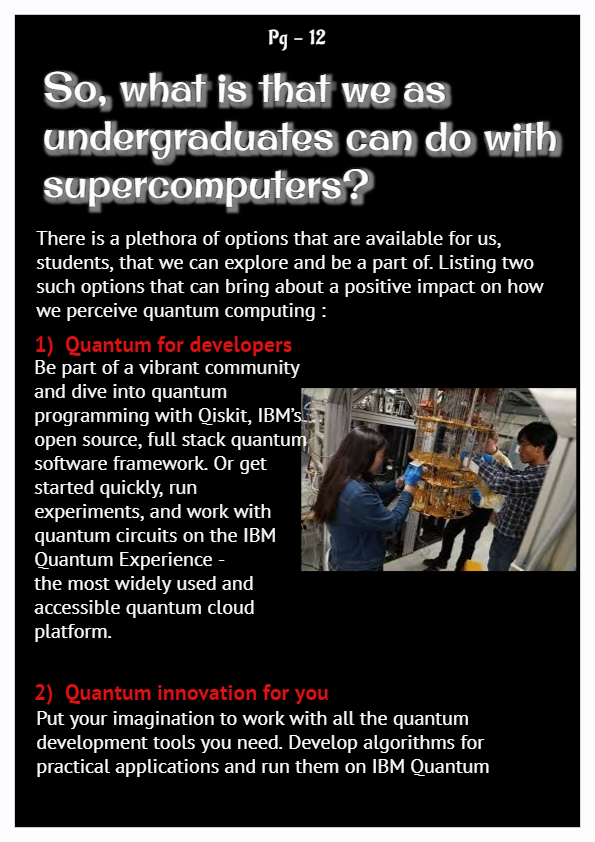 Pg – 12
So, what is that we as
undergraduates can do with
supercomputers?
There is a plethora of options that are available for us,
students, that we can explore and be a part of. Listing two
such options that can bring about a positive impact on how
we perceive quantum computing :
1) Quantum for developers
Be part of a vibrant community
and dive into quantum
programming with Qiskit, IBM's
open source, full stack quantum
software framework. Or get
started quickly, run
experiments, and work with
quantum circuits on the IBM
Quantum Experience -
the most widely used and
accessible quantum cloud
platform.
2) Quantum innovation for you
Put your imagination to work with all the quantum
development tools you need. Develop algorithms for
practical applications and run them on IBM Quantum